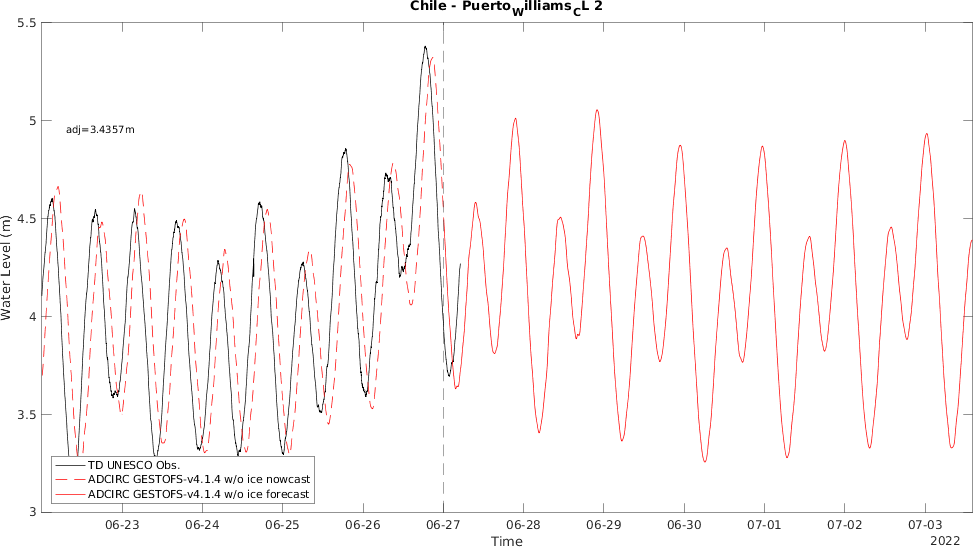 Chile - PuertoWilliamsCL 2
5.5
5
adj=3.4357m
4.5
Water Level (m)
4
3.5
TD UNESCO Obs.
ADCIRC GESTOFS-v4.1.4 w/o ice nowcast
ADCIRC GESTOFS-v4.1.4 w/o ice forecast
3
06-23 06-24 06-25 06-26 06-27 06-28 06-29 06-30 07-01 07-02 07-03
Time
2022